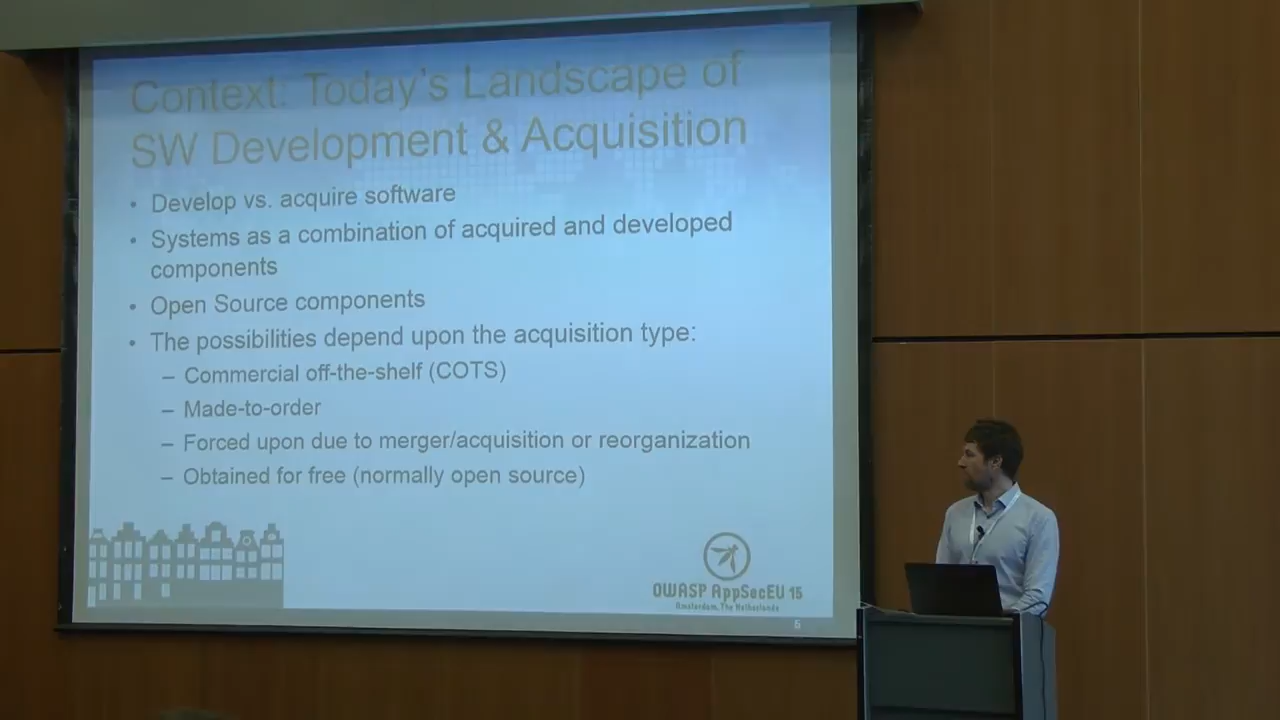 Context: Today's Landscape of
SW Development & Acquisition
• Develop vs. acquire software
• Systems as a combination of acquired and developed
components
• Open Source components
• The possibilities depend upon the acquisition type:
– Commercial off-the-shelf (COTS)
– Made-to-order
– Forced upon due to merger/acquisition or reorganization
– Obtained for free (normally open source)
OWASP AppSecEU 15
Amsterdam, The Netherlands
5